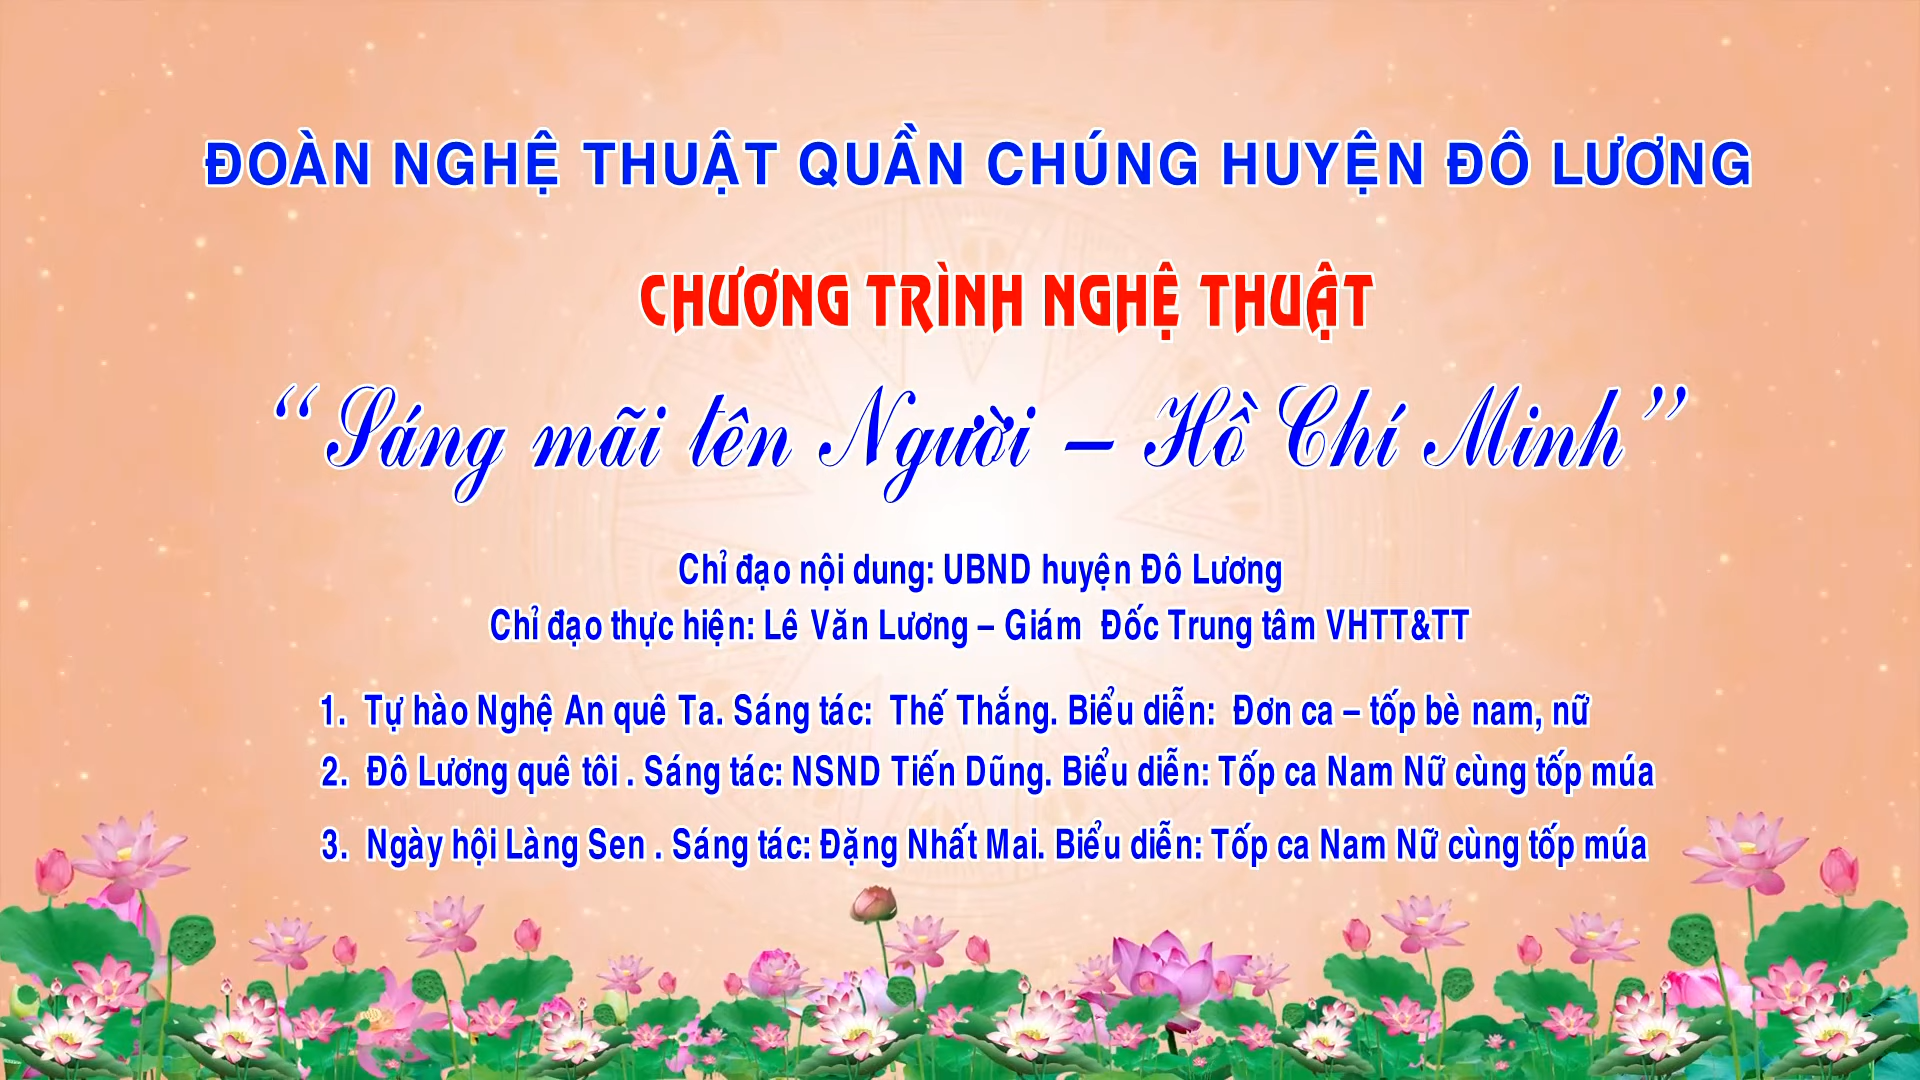 ĐOÀN NGHỆ THUẬT QUẦN CHÚNG HUYỆN ĐÔ LƯƠNG
CHƯƠNG TRÌNH NGHỆ THUẬT
“Sáng mãi tên Người – Hồ Chí Minh”
Chỉ đạo nội dung: UBND huyện Đô Lương
Chỉ đạo thực hiện: Lê Văn Lương – Giám Đốc Trung tâm VHTT&TT
1. Tự hào Nghệ An quê Ta. Sáng tác: Thế Thắng. Biểu diễn: Đơn ca – tốp bè nam, nữ
2. Đô Lương quê tôi . Sáng tác: NSND Tiến Dũng. Biểu diễn: Tốp ca Nam Nữ cùng tốp múa
3. Ngày hội Làng Sen . Sáng tác: Đặng Nhất Mai. Biểu diễn: Tốp ca Nam Nữ cùng tốp múa